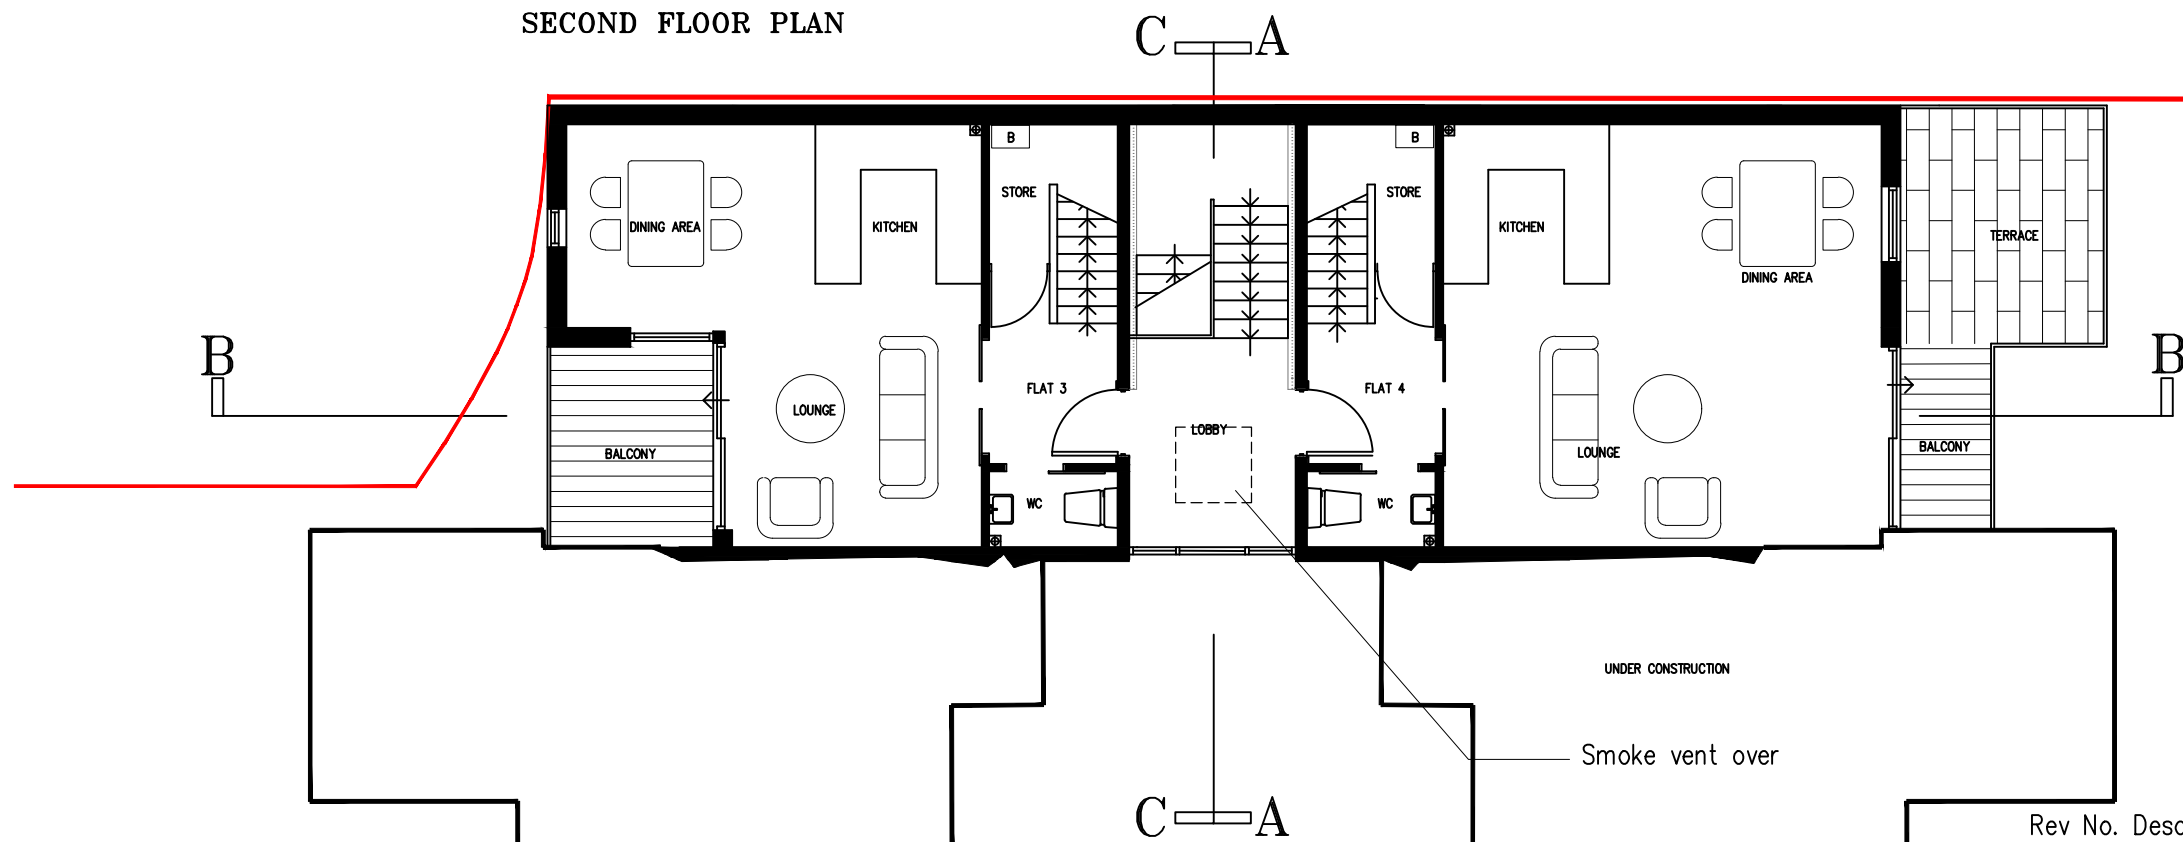 SECOND FLOOR PLAN
C A
B B
STORE STORE
DINING AREA KITCHEN KITCHEN TERRACE
DINING AREA
B B
FLAT 3 FLAT 4
LOUNGE LOBBY
BALCONY LOUNGE BALCONY
WC WC
UNDER CONSTRUCTION
Smoke vent over
C A
Rev No. Desc